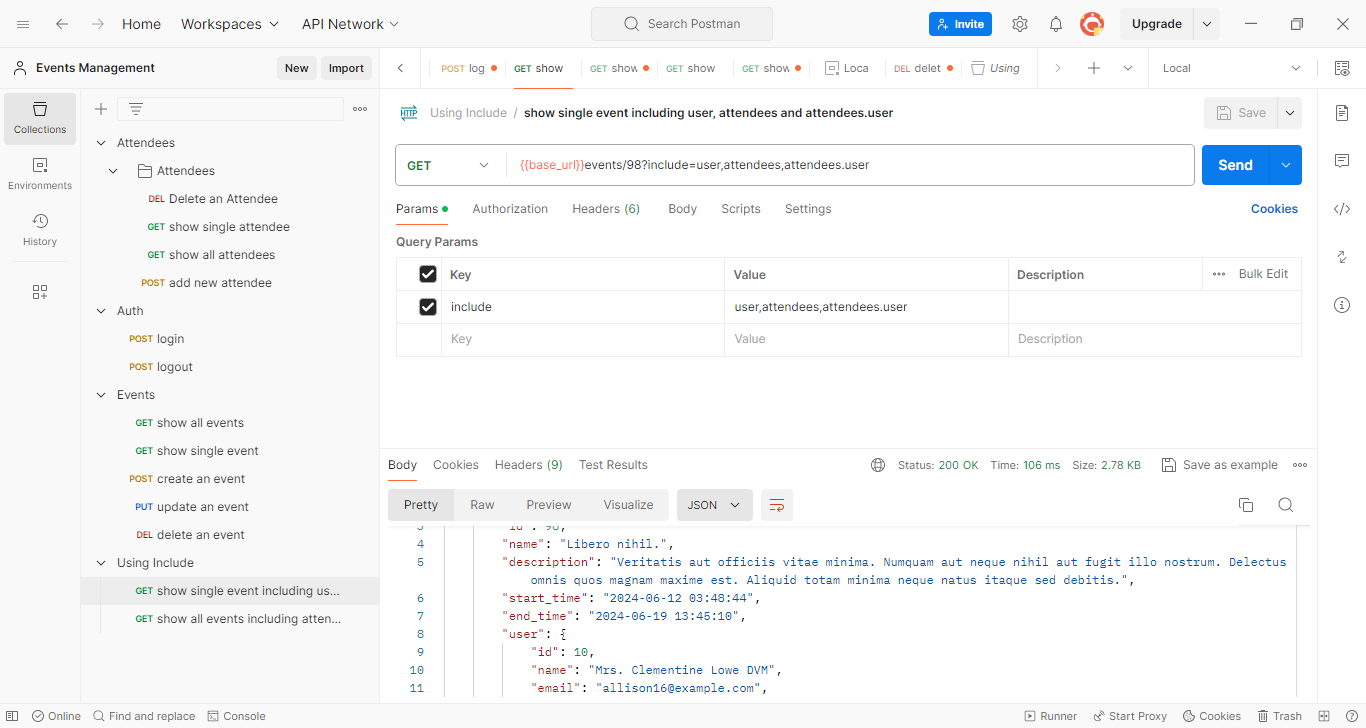 Home Workspaces API Network Search Postman Invite Upgrade
Events Management New Import
POST log GET show GET show GET show GET show Loca DEL delet Using Local
Collections
Environments
History
Attendees
Attendees
DEL Delete an Attendee
GET show single attendee
GET show all attendees
POST add new attendee
Auth
POST login
POST logout
Events
GET show all events
GET show single event
POST create an event
PUT update an event
DEL delete an event
Using Include
GET show single event including us...
GET show all events including atten...
HTTP Using Include / show single event including user, attendees and attendees.user Save
GET {{base_url}}events/98?include=user,attendees,attendees.user Send
Params Authorization Headers (6) Body Scripts Settings Cookies
Query Params
Key Value Description Bulk Edit
include user,attendees,attendees.user
Key Value Description
Body Cookies Headers (9) Test Results Status: 200 OK Time: 106 ms Size: 2.78 KB Save as example
Pretty Raw Preview Visualize JSON
3 "id": 98,
4 "name": "Libero nihil.",
5 "description": "Veritatis aut officiis vitae minima. Numquam aut neque nihil aut fugit illo nostrum. Delectus
omnis quos magnam maxime est. Aliquid totam minima neque natus itaque sed debitis.",
6 "start_time": "2024-06-12 03:48:44",
7 "end_time": "2024-06-19 13:45:10",
8 "user": {
9 "id": 10,
10 "name": "Mrs. Clementine Lowe DVM",
11 "email": "allison16@example.com",
Online Find and replace Console Runner Start Proxy Cookies Trash